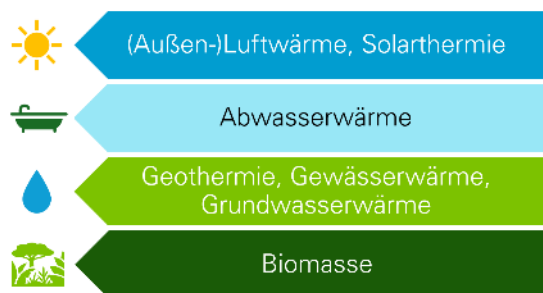 (Außen-)Luftwärme, Solarthermie
Abwasserwärme
Geothermie, Gewässerwärme,
Grundwasserwärme
Biomasse